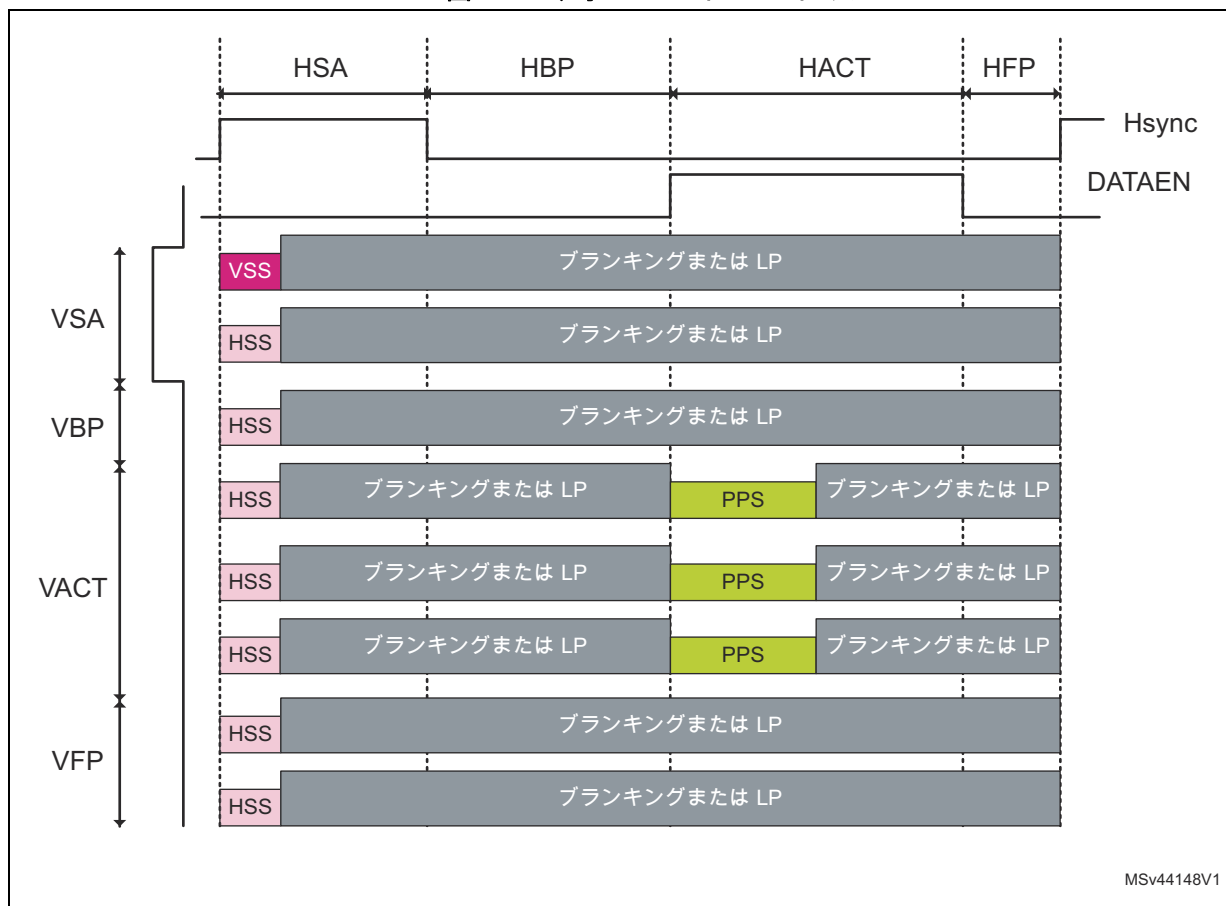 HSA HBP HACT HFP
Hsync
DATAEN
VSS ブランキングまたは LP
VSA
HSS ブランキングまたは LP
VBP
HSS ブランキングまたは LP
HSS ブランキングまたは LP PPS ブランキングまたは LP
VACT
HSS ブランキングまたは LP PPS ブランキングまたは LP
HSS ブランキングまたは LP PPS ブランキングまたは LP
HSS ブランキングまたは LP
VFP
HSS ブランキングまたは LP
MSv44148V1